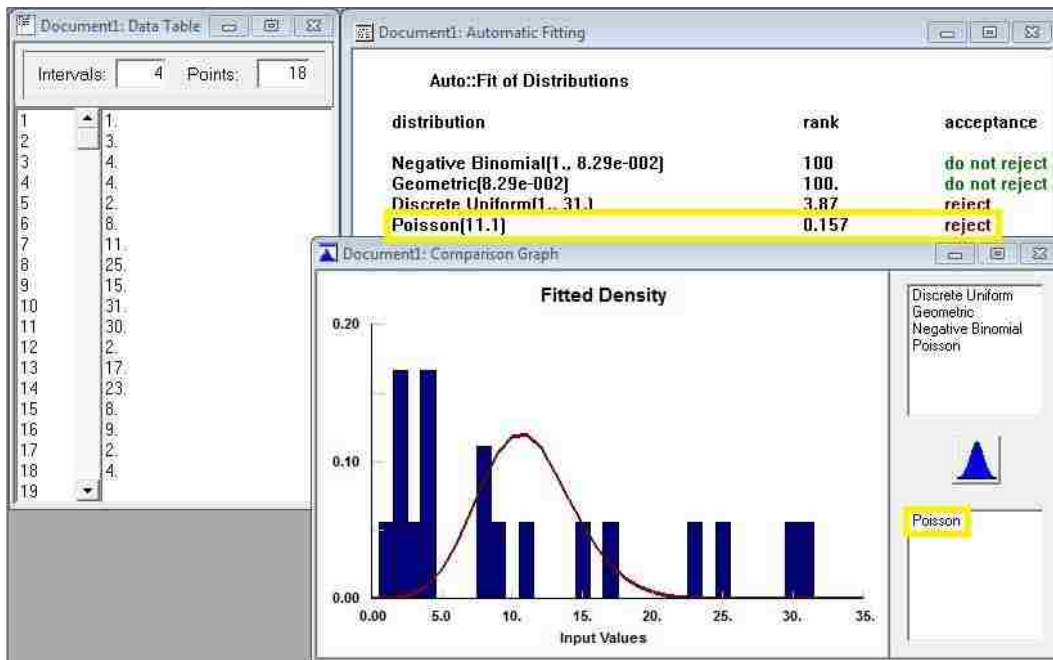 Document1: Data Table
Intervals: 4 Points: 18
1 1.
2 3.
3 4.
4 4.
5 2.
6 8.
7 11.
8 25.
9 15.
10 31.
11 30.
12 2.
13 17.
14 23.
15 8.
16 9.
17 2.
18 4.
19
Document1: Automatic Fitting
Auto::Fit of Distributions
distribution rank acceptance
Negative Binomial(1., 8.29e-002) 100 do not reject
Geometric(8.29e-002) 100. do not reject
Discrete Uniform(1., 31.) 3.87 reject
Poisson(11.1) 0.157 reject
Document1: Comparison Graph
Fitted Density
0.20
0.10
0.00
0.00 5.0 10. 15. 20. 25. 30. 35.
Input Values
Discrete Uniform
Geometric
Negative Binomial
Poisson
Poisson